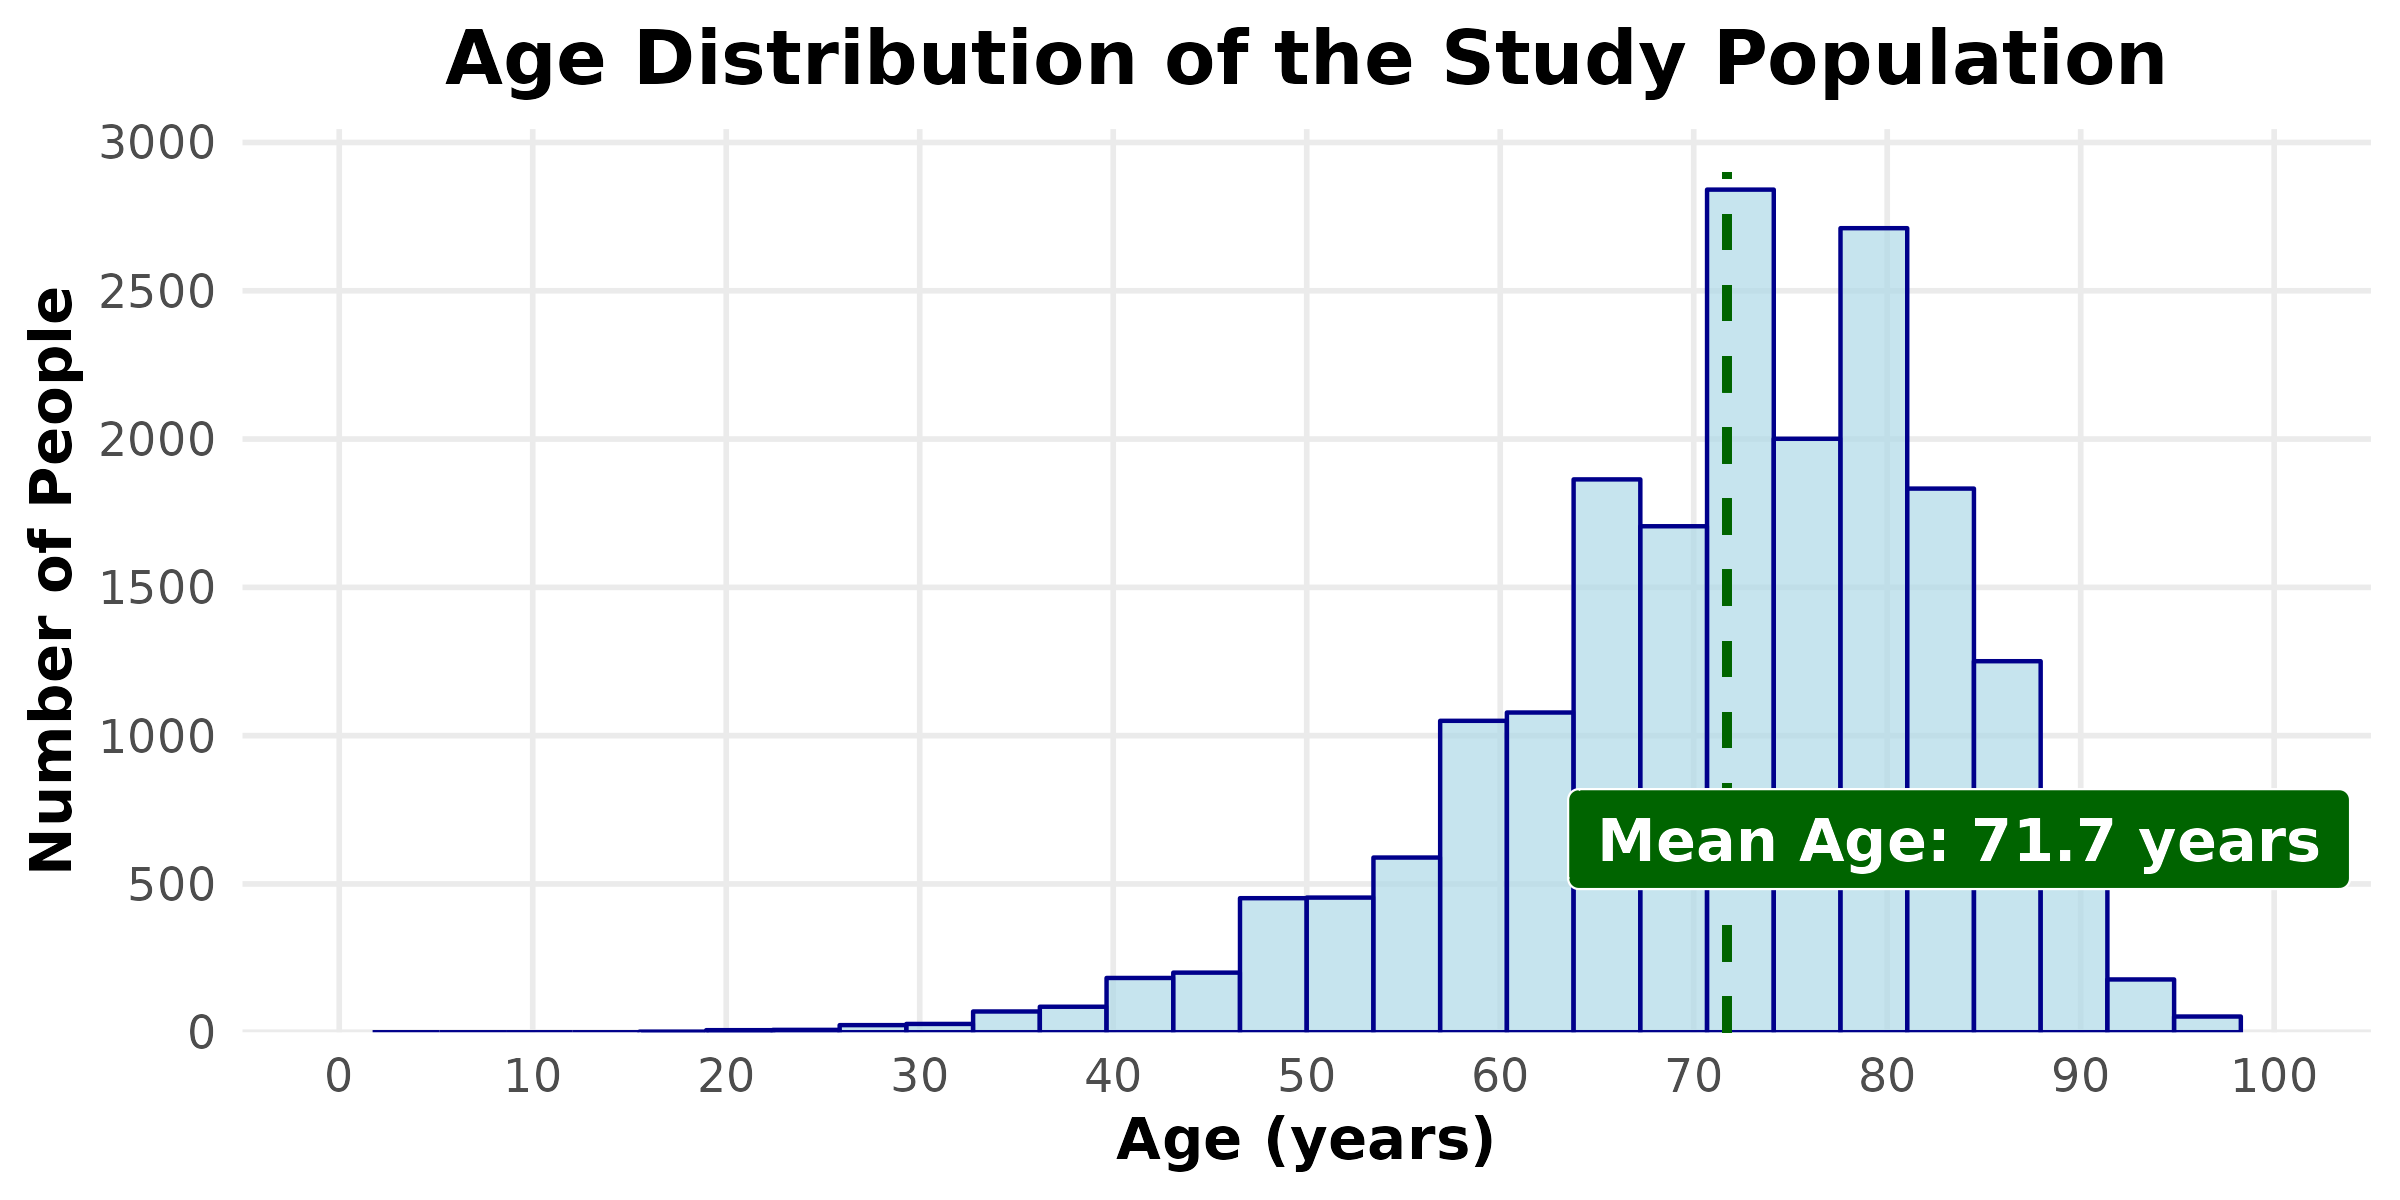 Age Distribution of the Study Population
Number of People
3000
2500
2000
1500
1000
500
0
Mean Age: 71.7 years
0 10 20 30 40 50 60 70 80 90 100
Age (years)